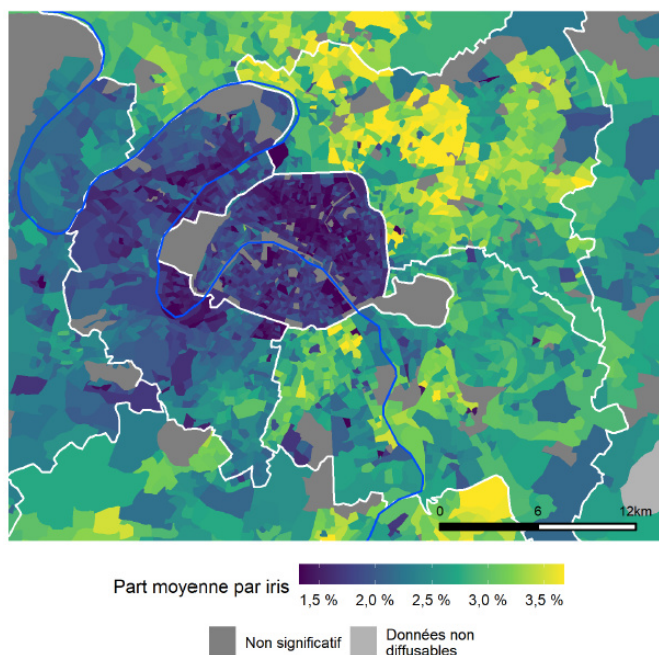 0 6 12km
Part moyenne par iris
1,5 % 2,0 % 2,5 % 3,0 % 3,5 %
Non significatif
Données non
diffusables